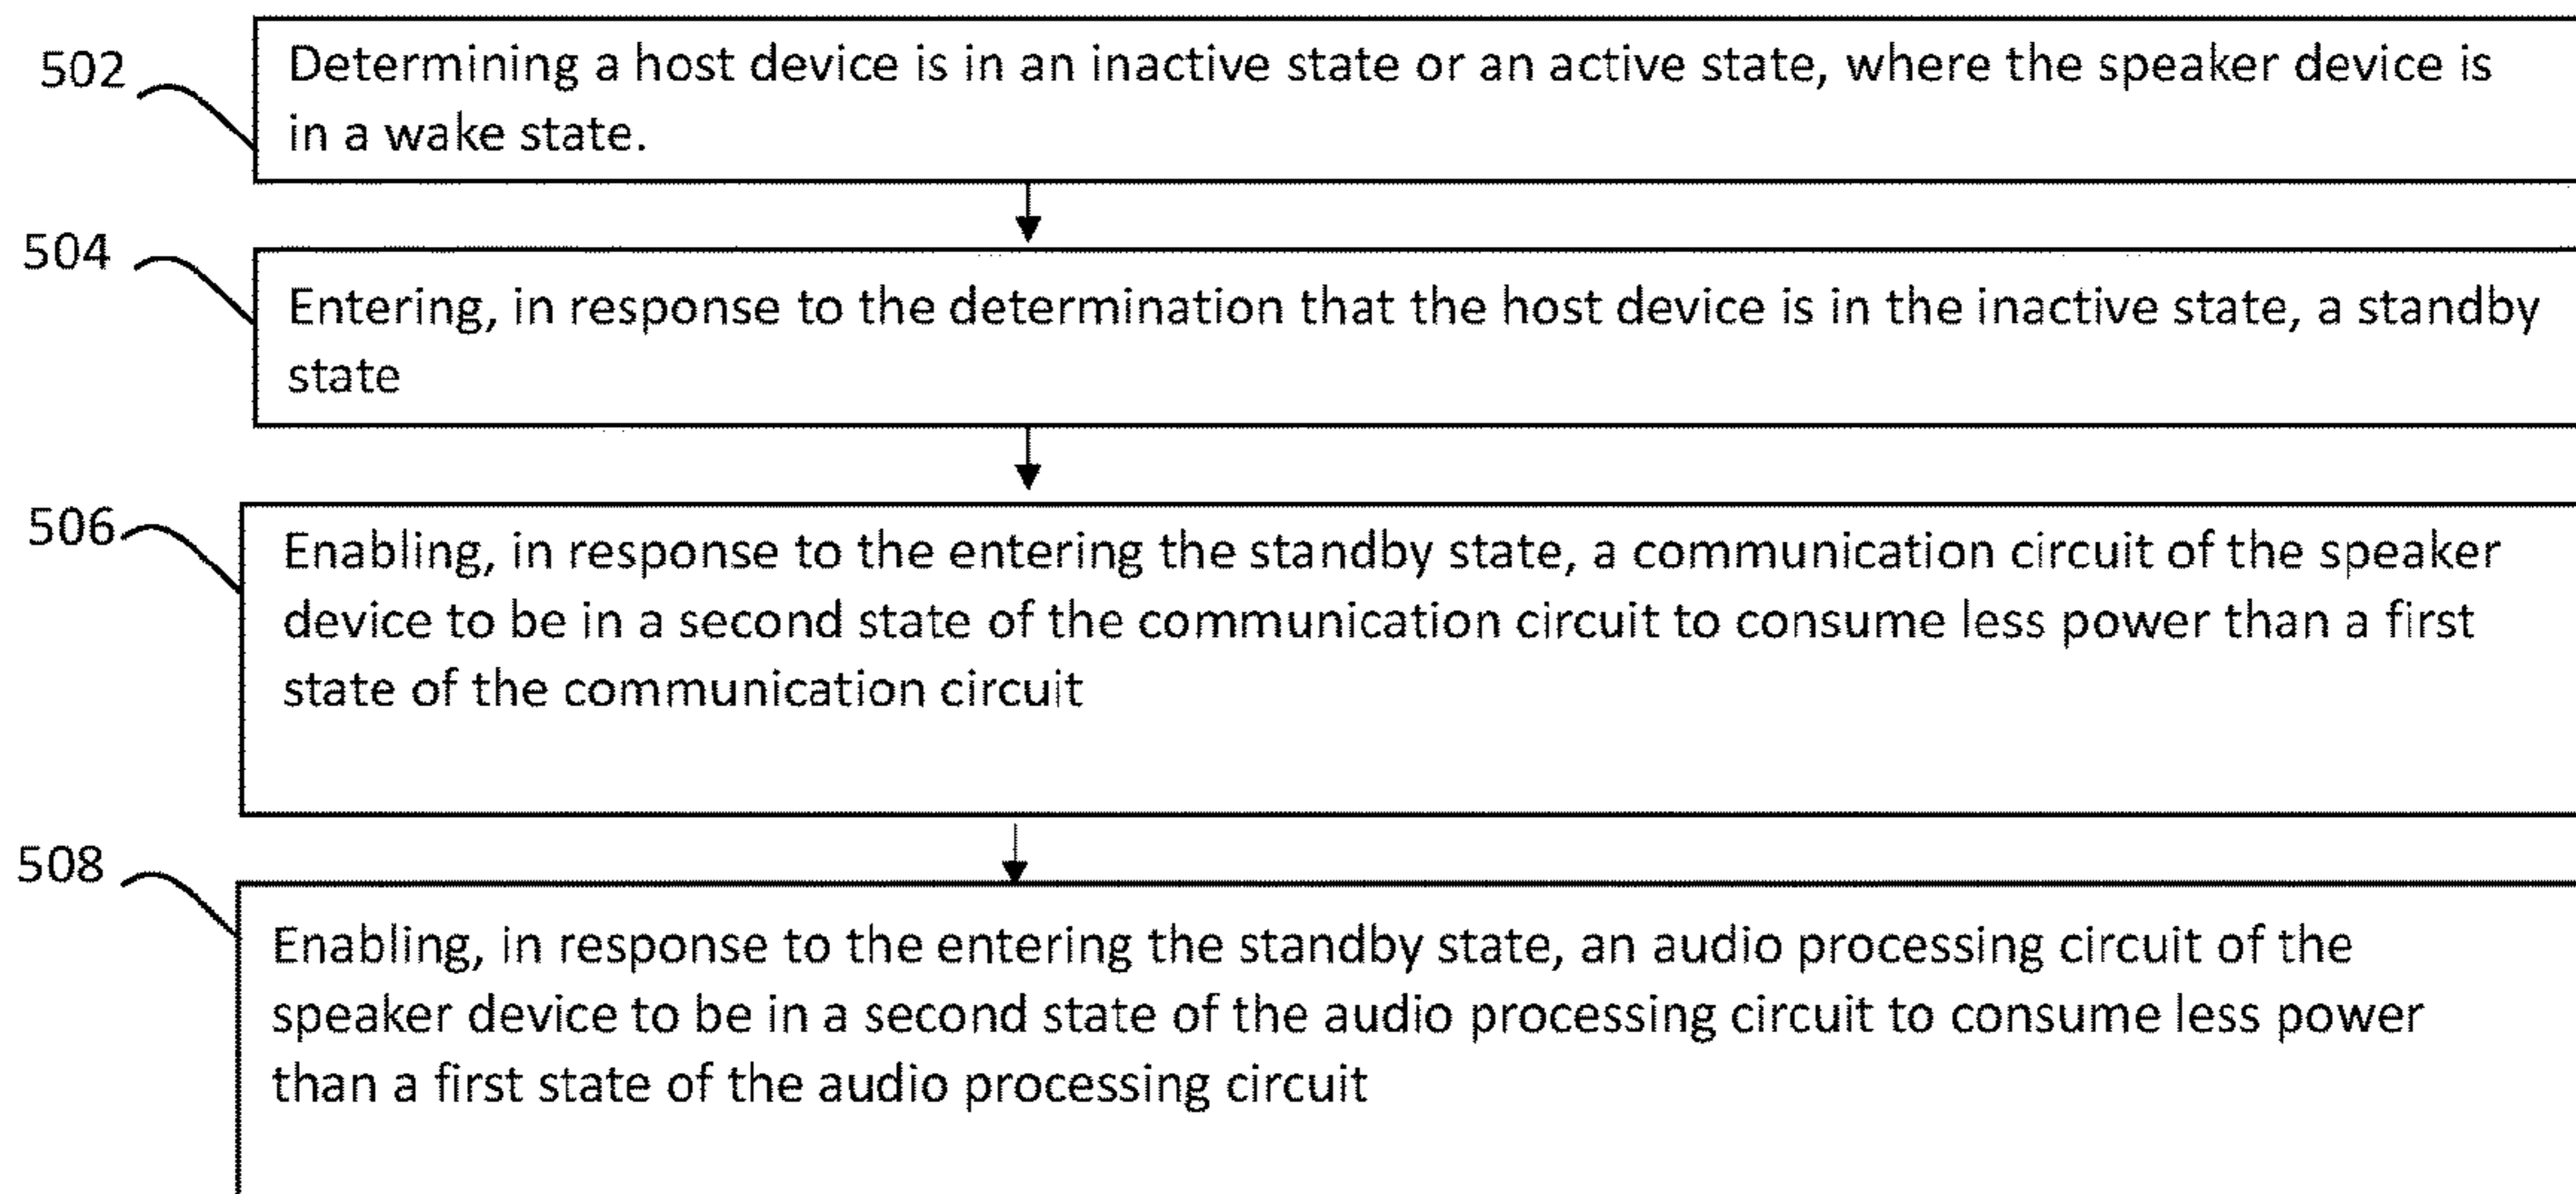 502
Determining a host device is in an inactive state or an active state, where the speaker device is
in a wake state.
504
Entering, in response to the determination that the host device is in the inactive state, a standby
state
506
Enabling, in response to the entering the standby state, a communication circuit of the speaker
device to be in a second state of the communication circuit to consume less power than a first
state of the communication circuit
508
Enabling, in response to the entering the standby state, an audio processing circuit of the
speaker device to be in a second state of the audio processing circuit to consume less power
than a first state of the audio processing circuit